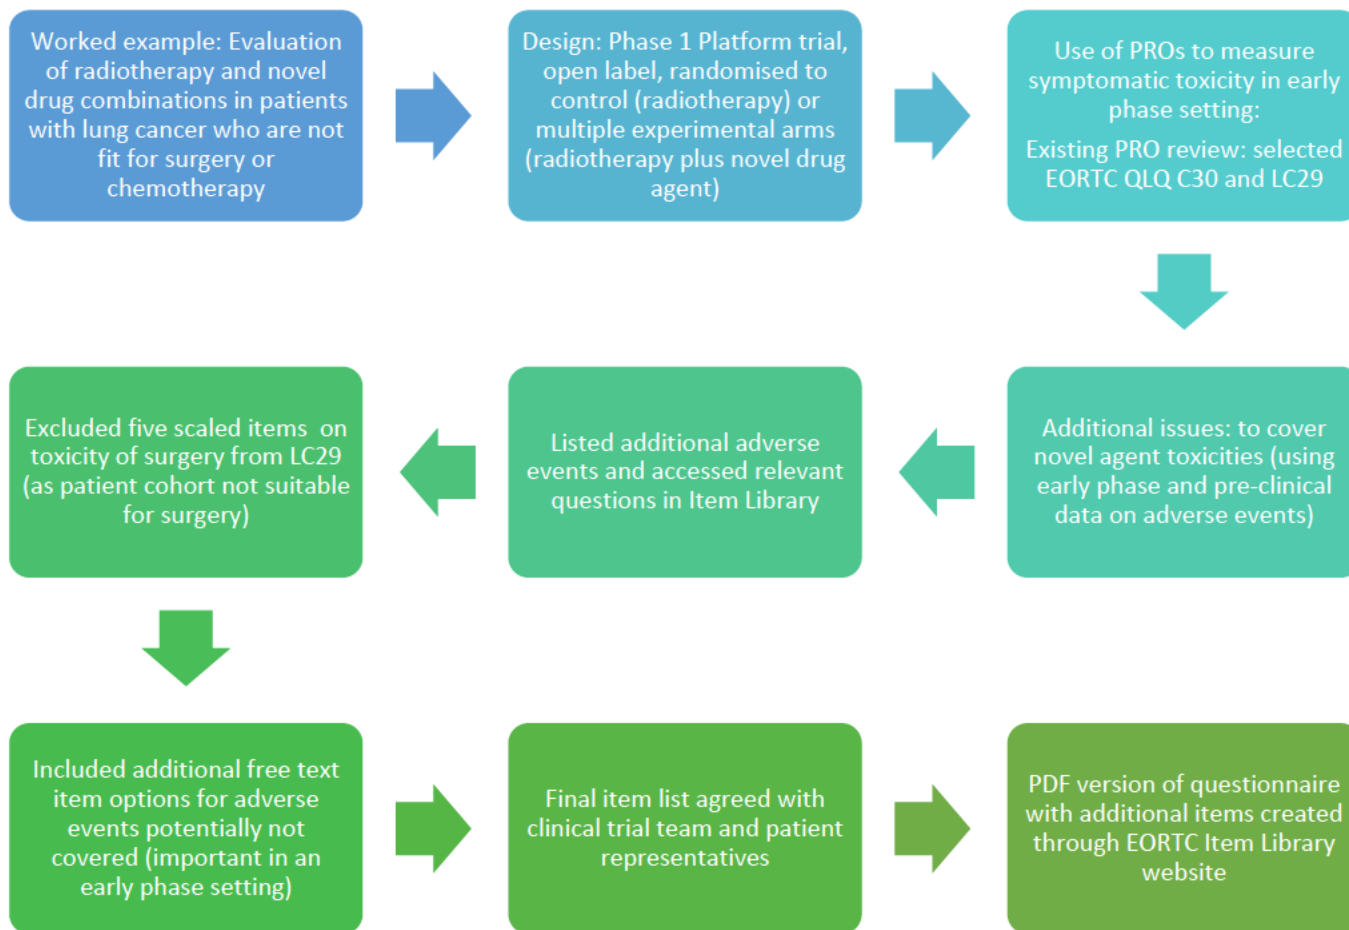 Worked example: Evaluation
of radiotherapy and novel
drug combinations in patients
with lung cancer who are not
fit for surgery or
chemotherapy
Design: Phase 1 Platform trial,
open label, randomised to
control (radiotherapy) or
multiple experimental arms
(radiotherapy plus novel drug
agent)
Use of PROs to measure
symptomatic toxicity in early
phase setting:
Existing PRO review: selected
EORTC QLQ C30 and LC29
Additional issues: to cover
novel agent toxicities (using
early phase and pre-clinical
data on adverse events)
Listed additional adverse
events and accessed relevant
questions in Item Library
Excluded five scaled items on
toxicity of surgery from LC29
(as patient cohort not suitable
for surgery)
Included additional free text
item options for adverse
events potentially not
covered (important in an
early phase setting)
Final item list agreed with
clinical trial team and patient
representatives
PDF version of questionnaire
with additional items created
through EORTC Item Library
website